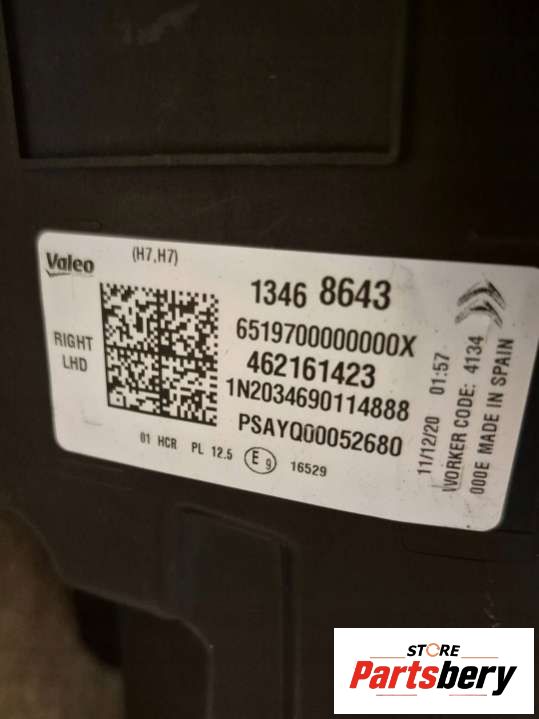 Valeo
(H7,H7)
1346 8643
RIGHT
LHD
6519700000000X
462161423
1N2034690114888
PSAYQ00052680
01 HCR PL 12.5 E 9 16529
11/12/20 01:57
WORKER CODE: 4134
000E MADE IN SPAIN
STORE
Partsbery